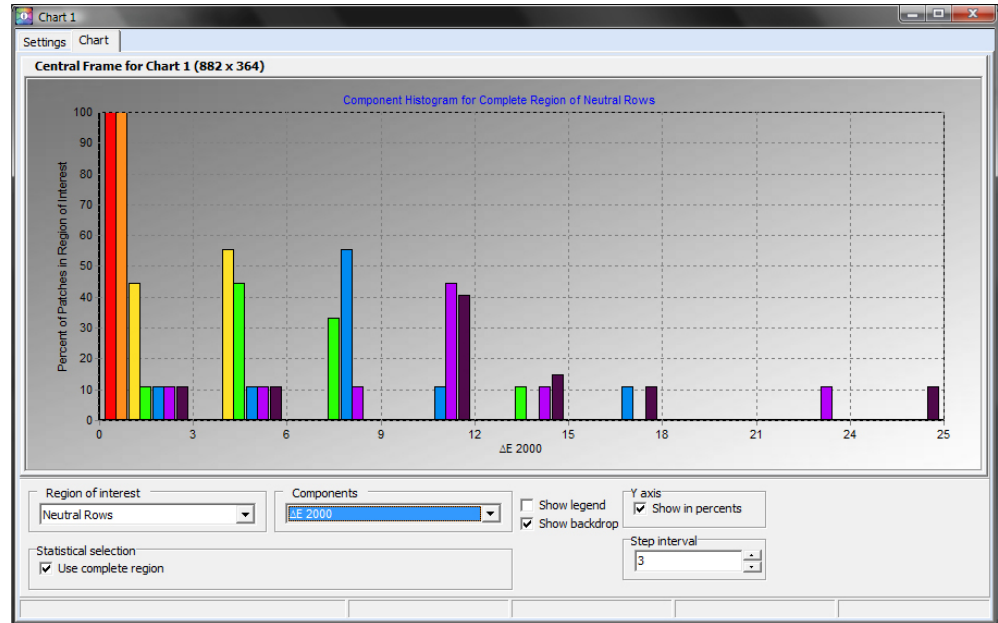 Chart 1
Settings Chart
Central Frame for Chart 1 (882 x 364)
Component Histogram for Complete Region of Neutral Rows
Percent of Patches in Region of Interest
100
90
80
70
60
50
40
30
20
10
0
0 3 6 9 12 15 18 21 24 25
ΔE 2000
Region of interest
Neutral Rows
Components
ΔE 2000
Show legend
Show backdrop
Y axis
Show in percents
Statistical selection
Use complete region
Step interval
3